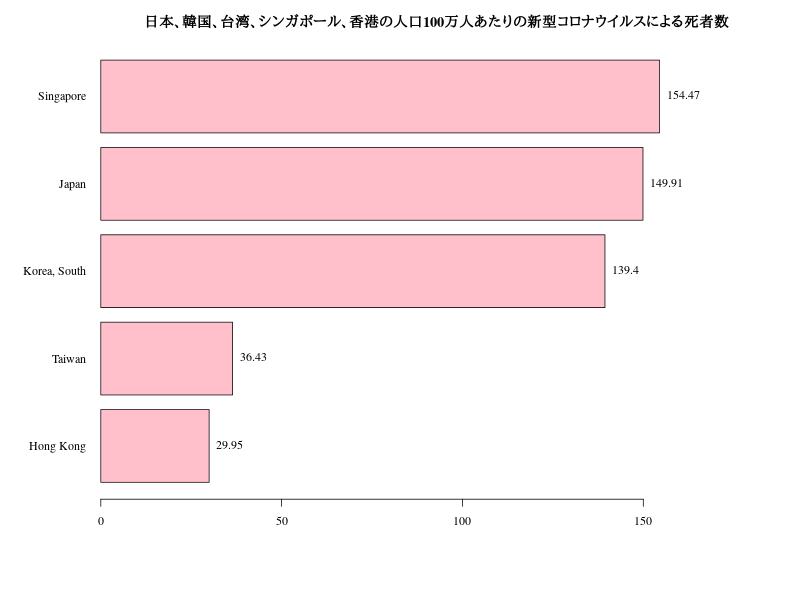 日本、韓国、台湾、シンガポール、香港の人口100万人あたりの新型コロナウイルスによる死者数
Singapore 154.47
Japan 149.91
Korea, South 139.4
Taiwan 36.43
Hong Kong 29.95
0 50 100 150